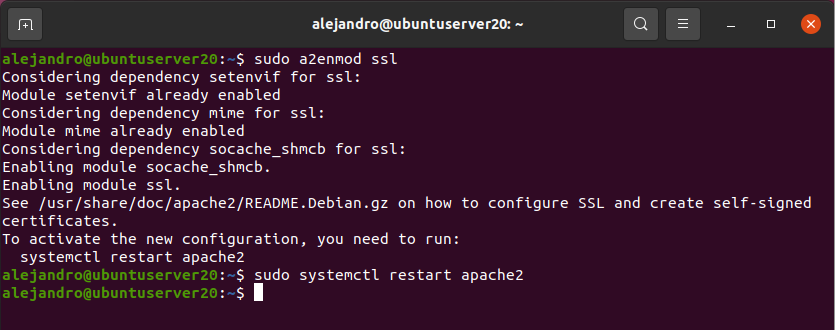 alejandro@ubuntuserver20: ~
alejandro@ubuntuserver20:~$ sudo a2enmod ssl
Considering dependency setenvif for ssl:
Module setenvif already enabled
Considering dependency mime for ssl:
Module mime already enabled
Considering dependency socache_shmcb for ssl:
Enabling module socache_shmcb.
Enabling module ssl.
See /usr/share/doc/apache2/README.Debian.gz on how to configure SSL and create self-signed
certificates.
To activate the new configuration, you need to run:
  systemctl restart apache2
alejandro@ubuntuserver20:~$ sudo systemctl restart apache2
alejandro@ubuntuserver20:~$